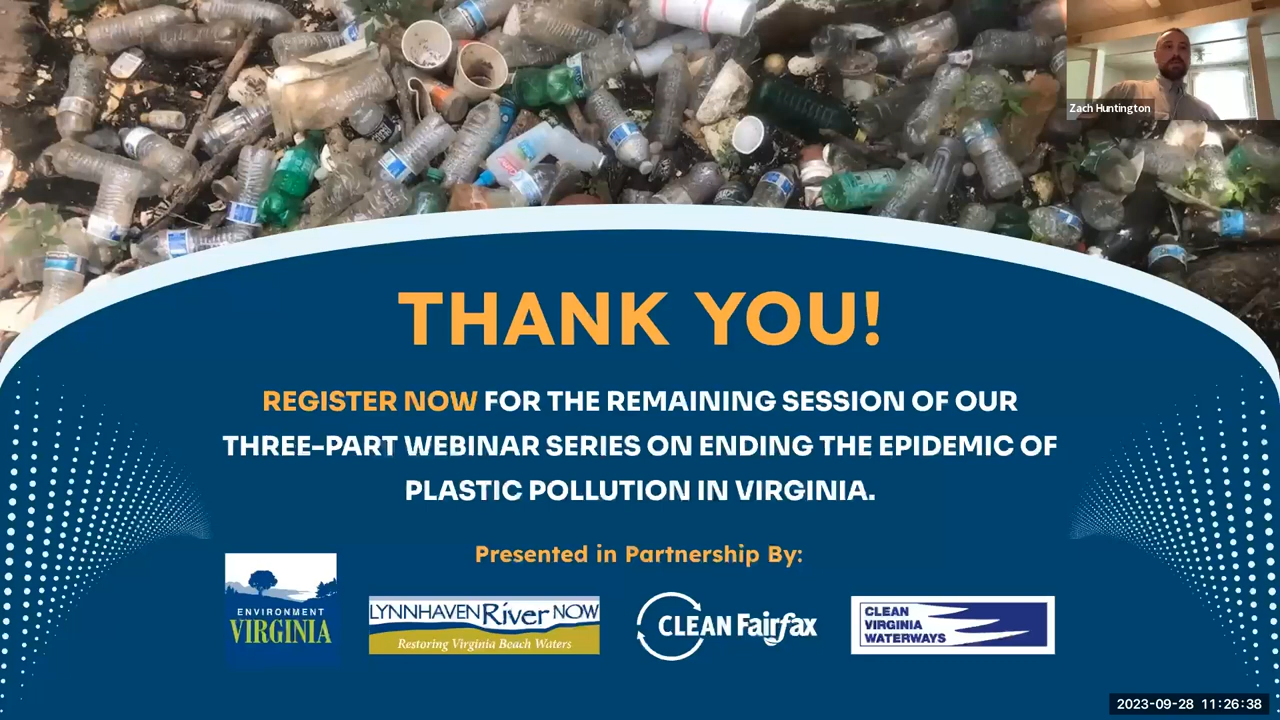 Zach Huntington
THANK YOU!
REGISTER NOW FOR THE REMAINING SESSION OF OUR
THREE-PART WEBINAR SERIES ON ENDING THE EPIDEMIC OF
PLASTIC POLLUTION IN VIRGINIA.
Presented in Partnership By:
ENVIRONMENT
VIRGINIA
LYNNHAVEN River NOW
Restoring Virginia Beach Waters
CLEAN Fairfax
CLEAN
VIRGINIA
WATERWAYS
2023-09-28 11:26:38